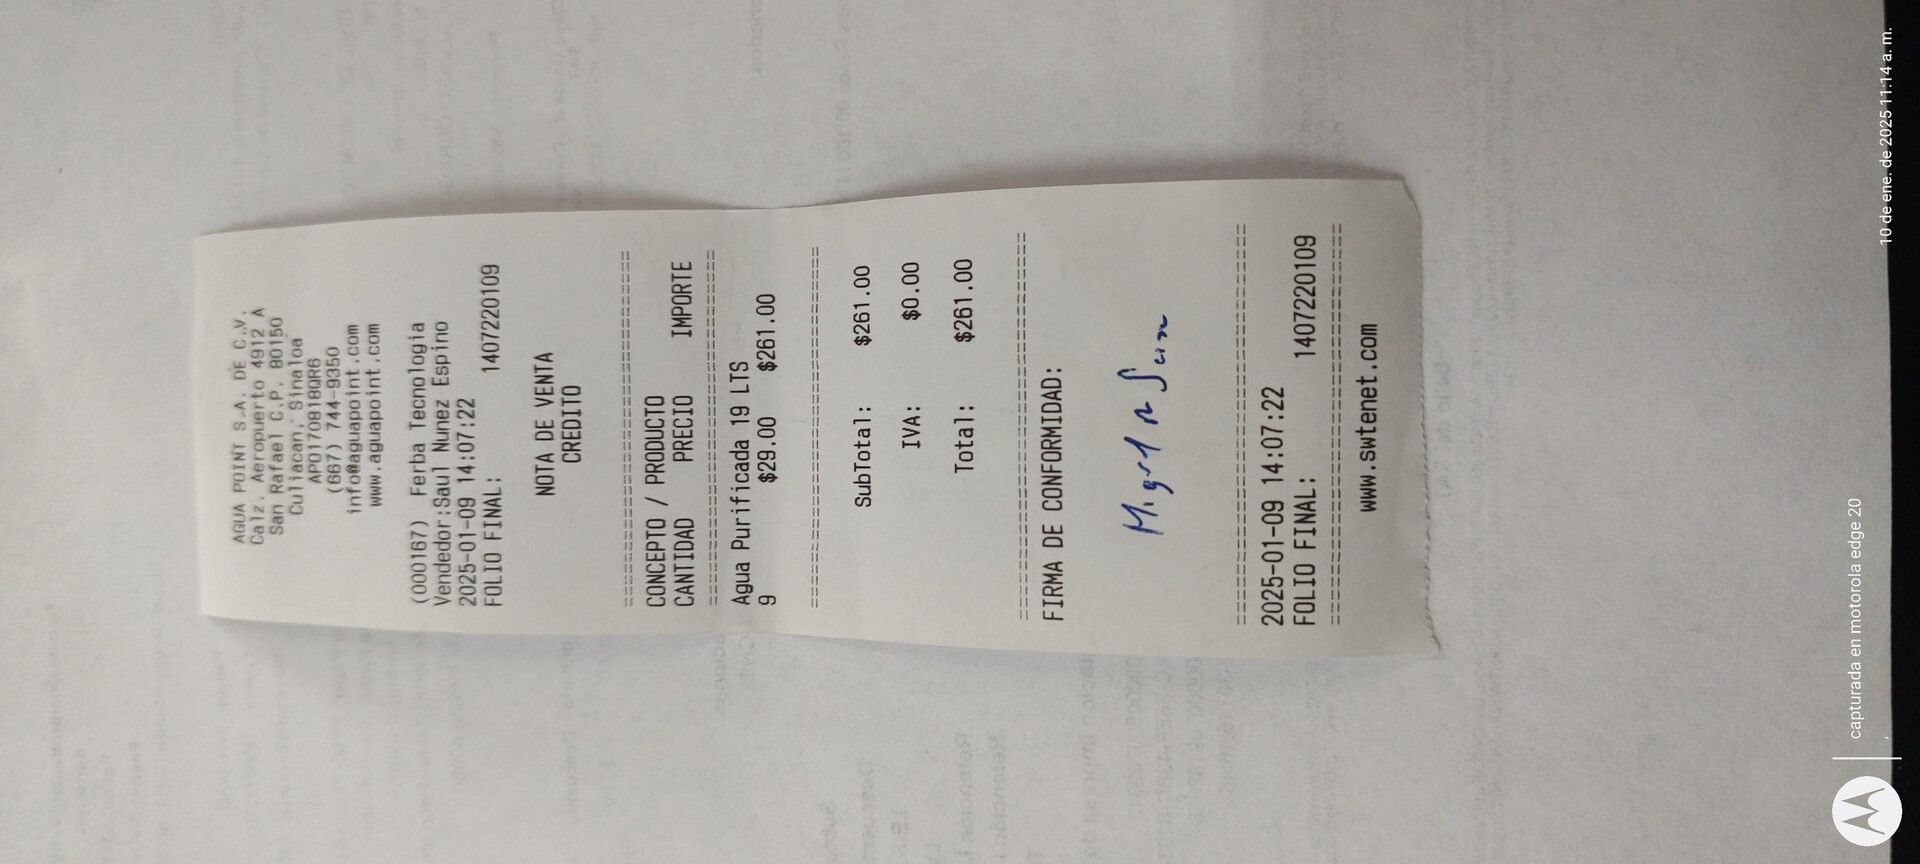 AGUA POINT S.A. DE C.V.
Calz. Aeropuerto 4912 A
San Rafael C.P. 80150
Culiacan, Sinaloa
APO170818QR6
(667) 744-9350
info@aguapoint.com
www.aguapoint.com
(000167) Ferba Tecnologia
Vendedor:Saul Nunez Espino
2025-01-09 14:07:22
FOLIO FINAL: 1407220109
NOTA DE VENTA
CREDITO
CONCEPTO / PRODUCTO
CANTIDAD PRECIO IMPORTE
Agua Purificada 19 LTS
9 $29.00 $261.00
SubTotal: $261.00
IVA: $0.00
Total: $261.00
FIRMA DE CONFORMIDAD:
2025-01-09 14:07:22
FOLIO FINAL: 1407220109
www.swtenet.com
capturada en motorola edge 20
10 de ene. de 2025 11:14 a. m.